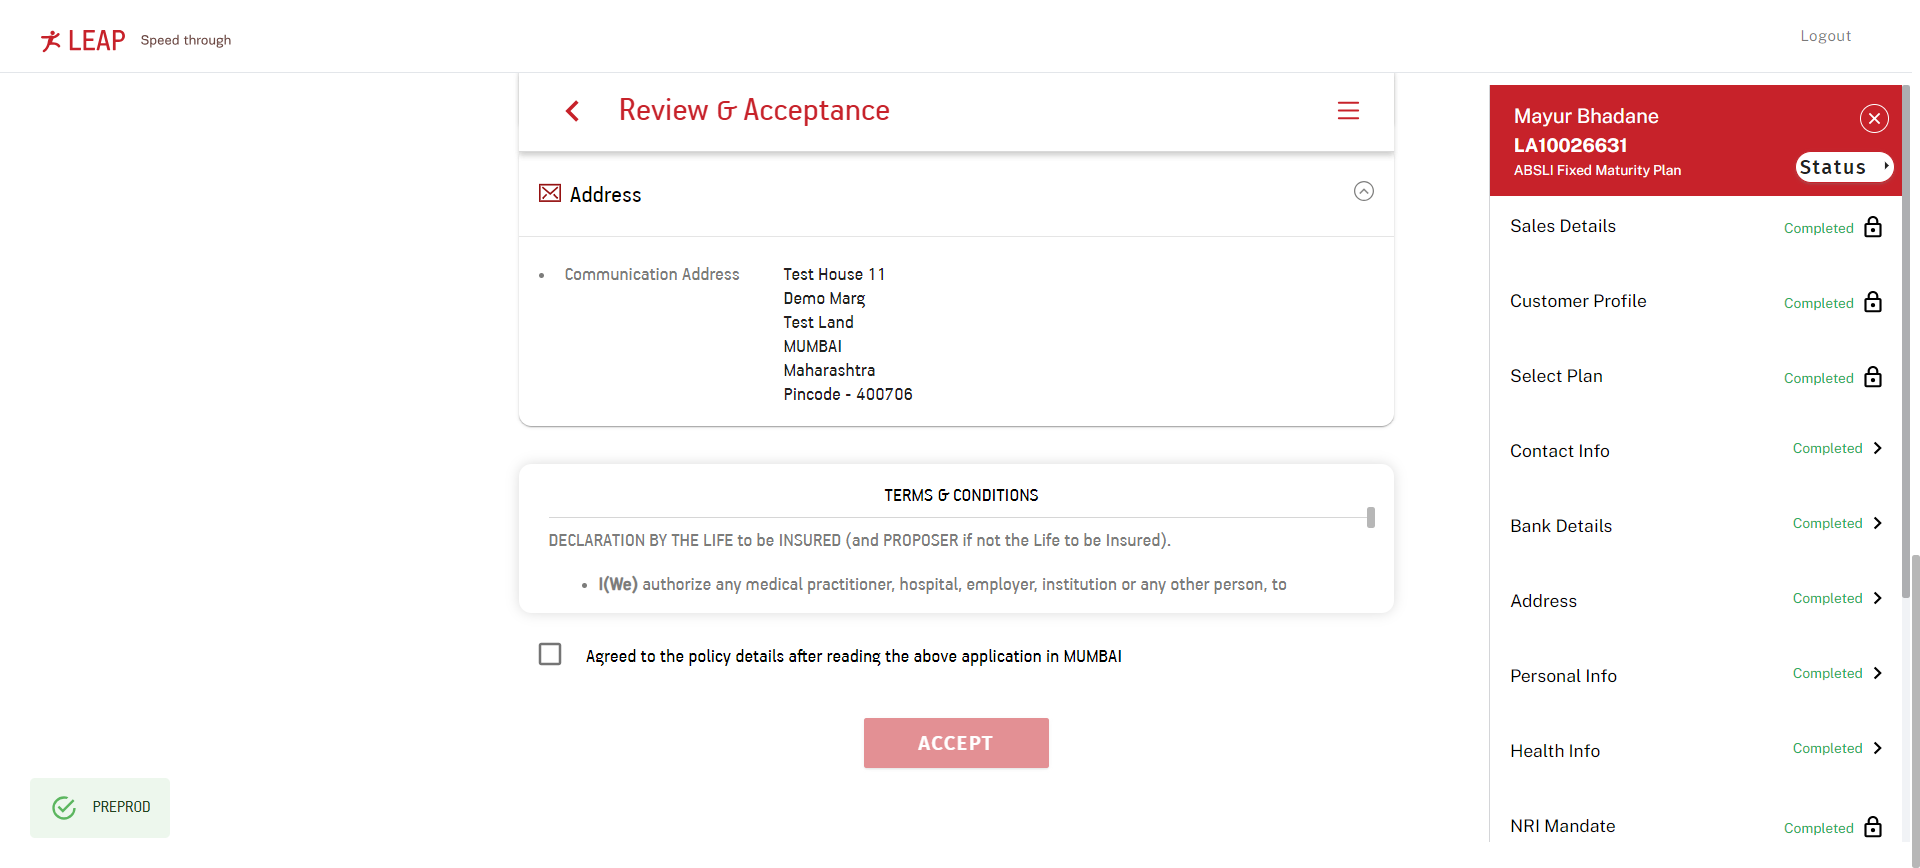 LEAP Speed through
Logout
Review & Acceptance
Address
• Communication Address
Test House 11
Demo Marg
Test Land
MUMBAI
Maharashtra
Pincode - 400706
TERMS & CONDITIONS
DECLARATION BY THE LIFE to be INSURED (and PROPOSER if not the Life to be Insured).
• I(We) authorize any medical practitioner, hospital, employer, institution or any other person, to
Agreed to the policy details after reading the above application in MUMBAI
ACCEPT
PREPROD
Mayur Bhadane
LA10026631
ABSLI Fixed Maturity Plan
Status
Sales Details Completed
Customer Profile Completed
Select Plan Completed
Contact Info Completed
Bank Details Completed
Address Completed
Personal Info Completed
Health Info Completed
NRI Mandate Completed